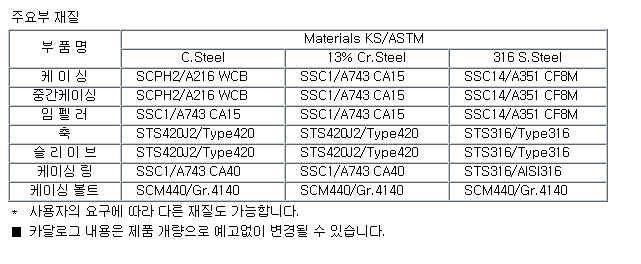 주요부 재질
부 품 명 Materials KS/ASTM
C.Steel 13% Cr.Steel 316 S.Steel
케 이 싱 SCPH2/A216 WCB SSC1/A743 CA15 SSC14/A351 CF8M
중간케이싱 SCPH2/A216 WCB SSC1/A743 CA15 SSC14/A351 CF8M
임 펠 러 SSC1/A743 CA15 SSC1/A743 CA15 SSC14/A351 CF8M
축 STS420J2/Type420 STS420J2/Type420 STS316/Type316
슬 리 이 브 STS420J2/Type420 STS420J2/Type420 STS316/Type316
케이싱 링 SSC1/A743 CA40 SSC1/A743 CA40 STS316/AISI316
케이싱 볼트 SCM440/Gr.4140 SCM440/Gr.4140 SCM440/Gr.4140
* 사용자의 요구에 따라 다른 재질도 가능합니다.
■ 카달로그 내용은 제품 개량으로 예고없이 변경될 수 있습니다.